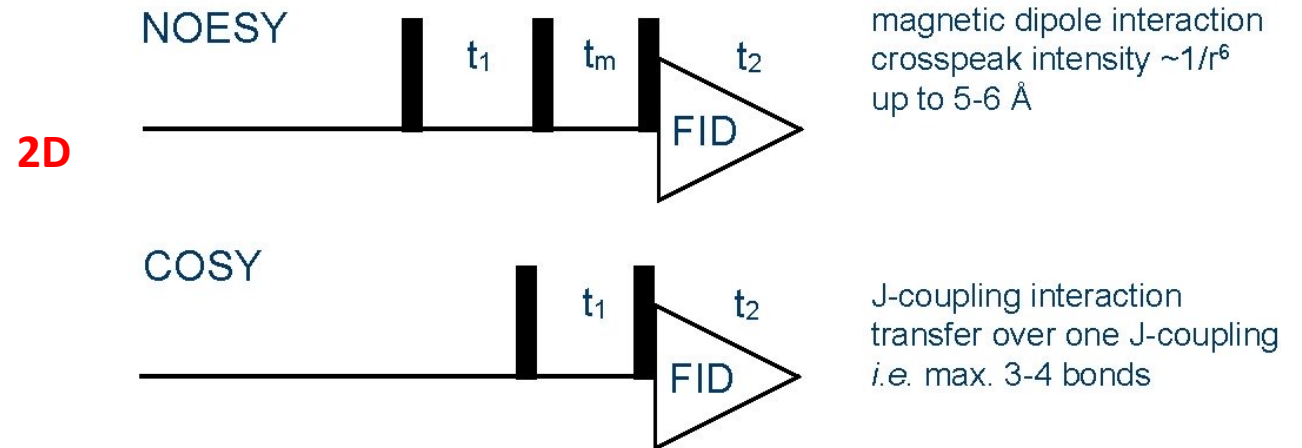 NOESY
t₁
tₘ
t₂
FID
magnetic dipole interaction
crosspeak intensity ~1/r⁶
up to 5-6 Å
2D
COSY
t₁
t₂
FID
J-coupling interaction
transfer over one J-coupling
i.e. max. 3-4 bonds